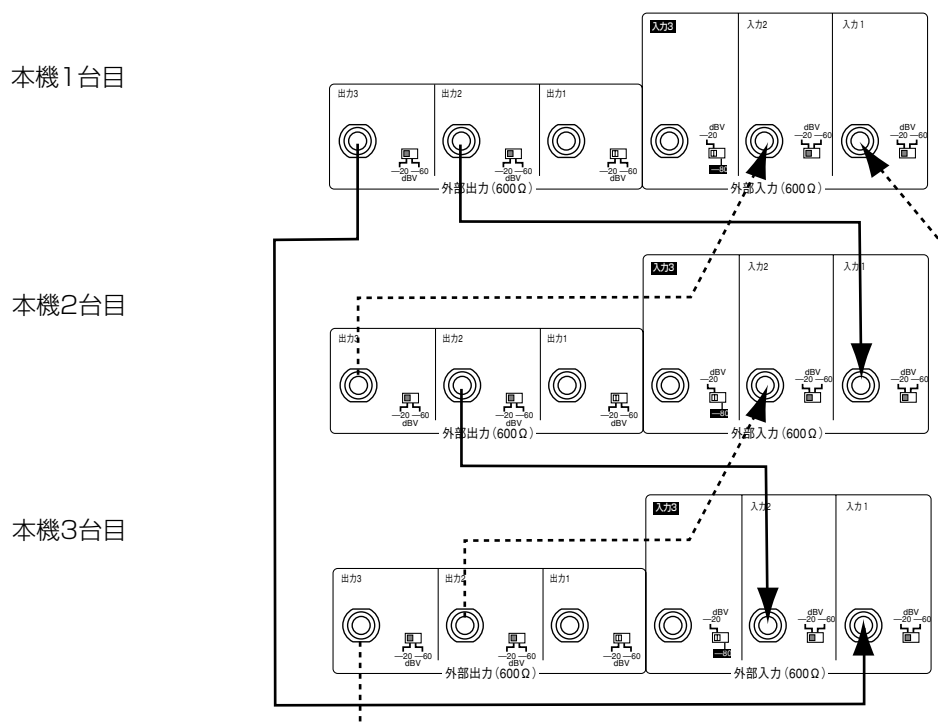 本機1台目
出力3
出力2
出力1
—20 —60
dBV
—20 —60
dBV
—20 —60
dBV
外部出力(600Ω)
入力3
入力2
入力1
dBV
—20
—80
dBV
—20 —60
dBV
—20 —60
外部入力(600Ω)
本機2台目
出力3
出力2
出力1
—20 —60
dBV
—20 —60
dBV
—20 —60
dBV
外部出力(600Ω)
入力3
入力2
入力1
dBV
—20
—80
dBV
—20 —60
dBV
—20 —60
外部入力(600Ω)
本機3台目
出力3
出力2
出力1
—20 —60
dBV
—20 —60
dBV
—20 —60
dBV
外部出力(600Ω)
入力3
入力2
入力1
dBV
—20
—80
dBV
—20 —60
dBV
—20 —60
外部入力(600Ω)